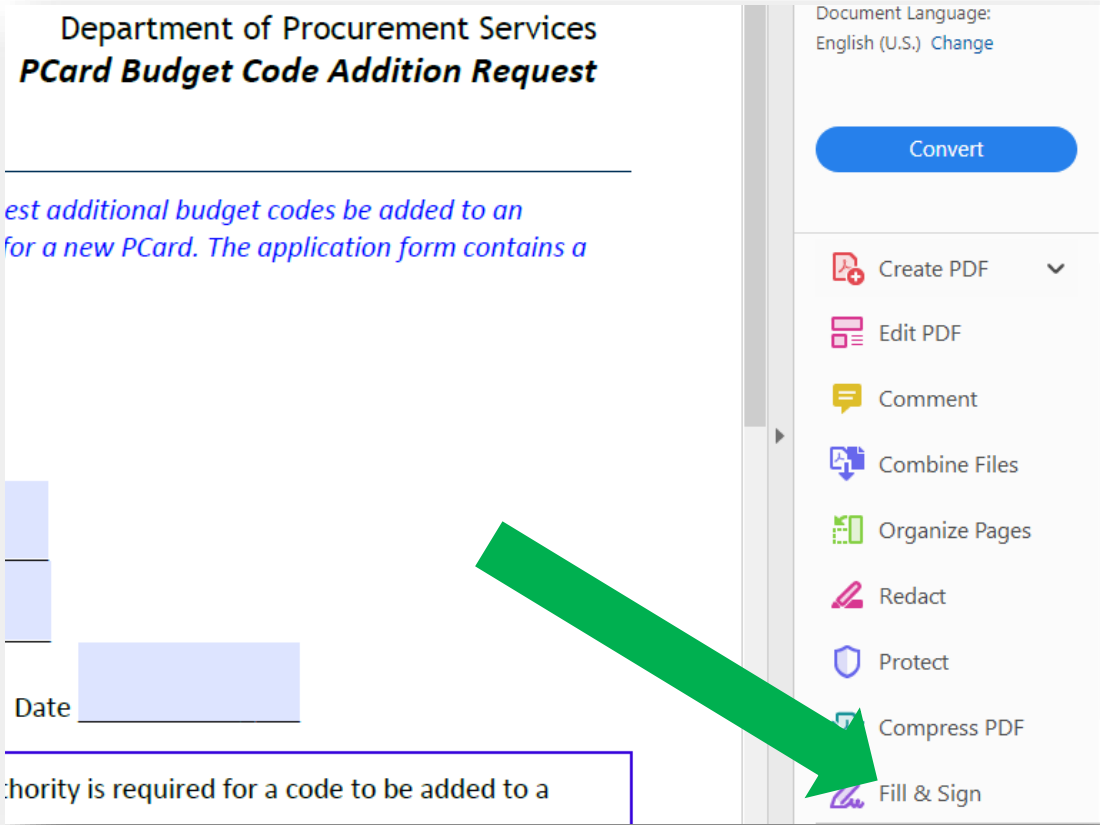 Department of Procurement Services
PCard Budget Code Addition Request
est additional budget codes be added to an
for a new PCard. The application form contains a
Date
hority is required for a code to be added to a
Document Language:
English (U.S.) Change
Convert
Create PDF
Edit PDF
Comment
Combine Files
Organize Pages
Redact
Protect
Compress PDF
Fill & Sign